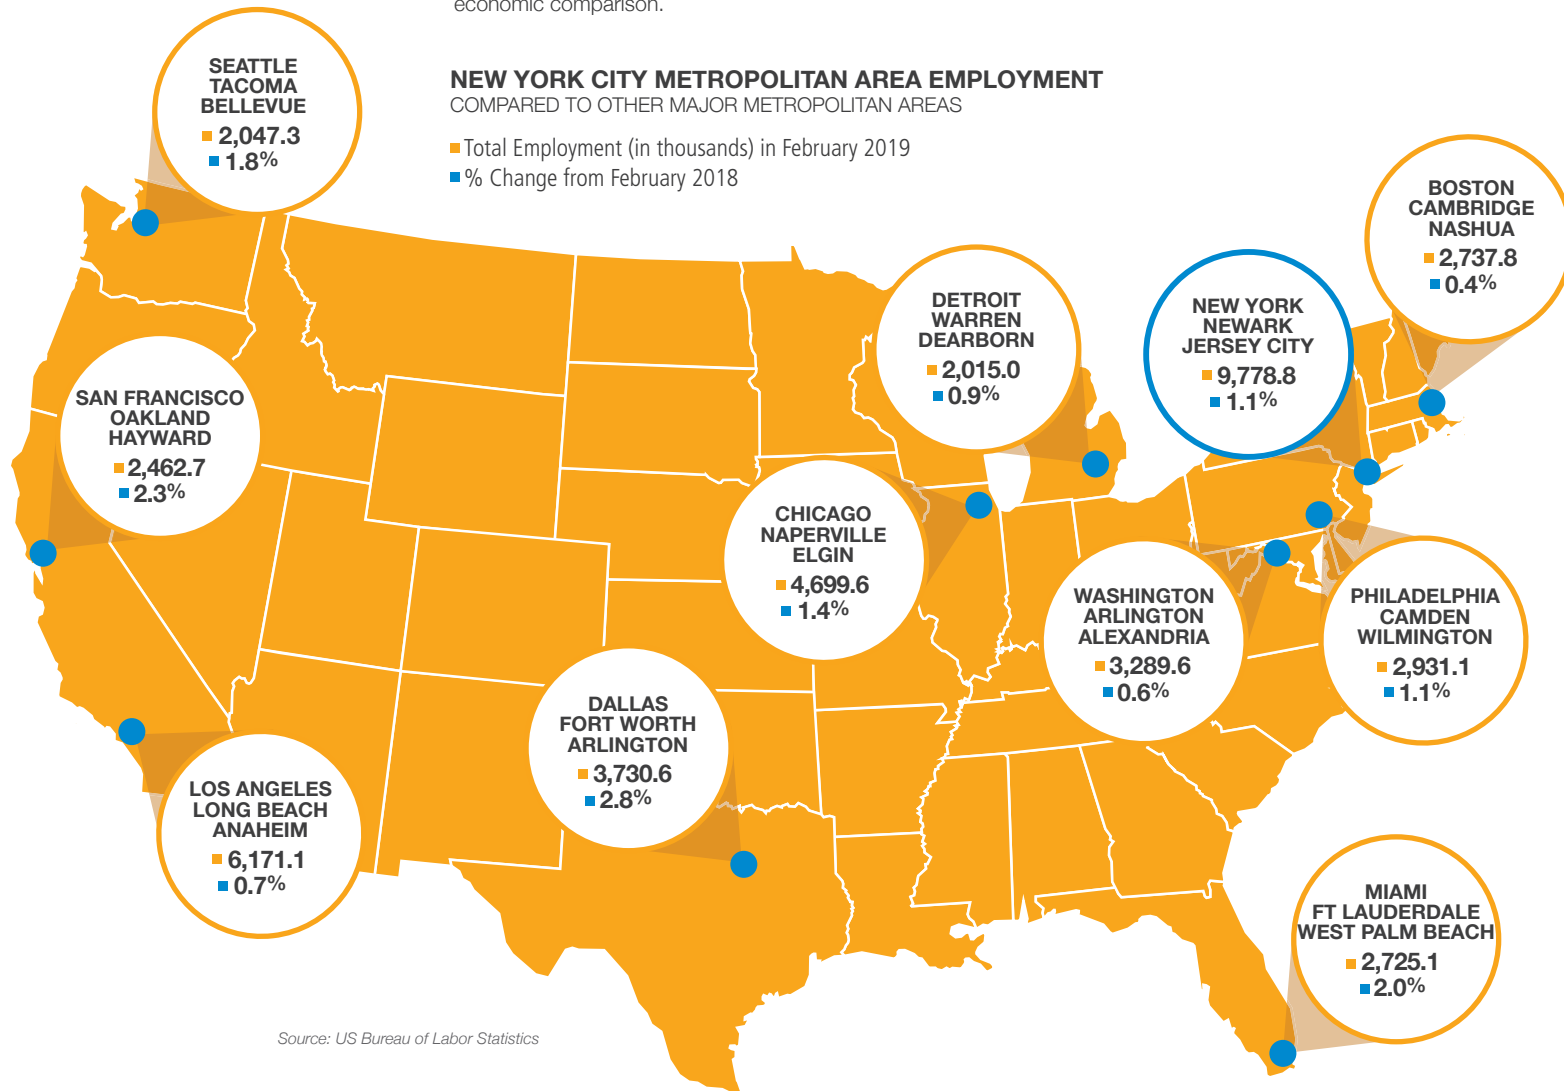 economic comparison.
NEW YORK CITY METROPOLITAN AREA EMPLOYMENT
COMPARED TO OTHER MAJOR METROPOLITAN AREAS
Total Employment (in thousands) in February 2019
% Change from February 2018
SEATTLE
TACOMA
BELLEVUE
2,047.3
1.8%
BOSTON
CAMBRIDGE
NASHUA
2,737.8
0.4%
DETROIT
WARREN
DEARBORN
2,015.0
0.9%
NEW YORK
NEWARK
JERSEY CITY
9,778.8
1.1%
SAN FRANCISCO
OAKLAND
HAYWARD
2,462.7
2.3%
CHICAGO
NAPERVILLE
ELGIN
4,699.6
1.4%
WASHINGTON
ARLINGTON
ALEXANDRIA
3,289.6
0.6%
PHILADELPHIA
CAMDEN
WILMINGTON
2,931.1
1.1%
DALLAS
FORT WORTH
ARLINGTON
3,730.6
2.8%
LOS ANGELES
LONG BEACH
ANAHEIM
6,171.1
0.7%
MIAMI
FT LAUDERDALE
WEST PALM BEACH
2,725.1
2.0%
Source: US Bureau of Labor Statistics